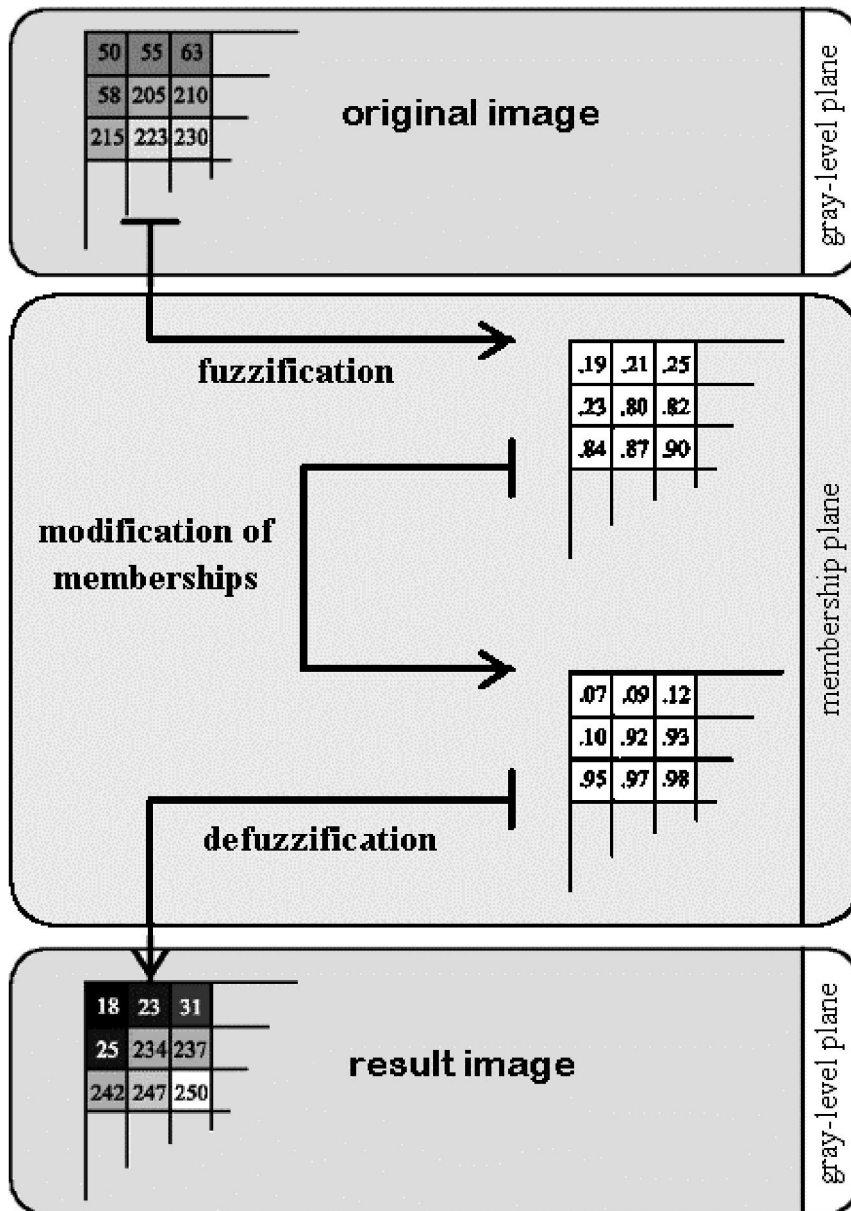 50 55 63
58 205 210
215 223 230
original image
gray-level plane
fuzzification
.19 .21 .25
.23 .80 .82
.84 .87 .90
modification of
memberships
membership plane
.07 .09 .12
.10 .92 .93
.95 .97 .98
defuzzification
18 23 31
25 234 237
242 247 250
result image
gray-level plane